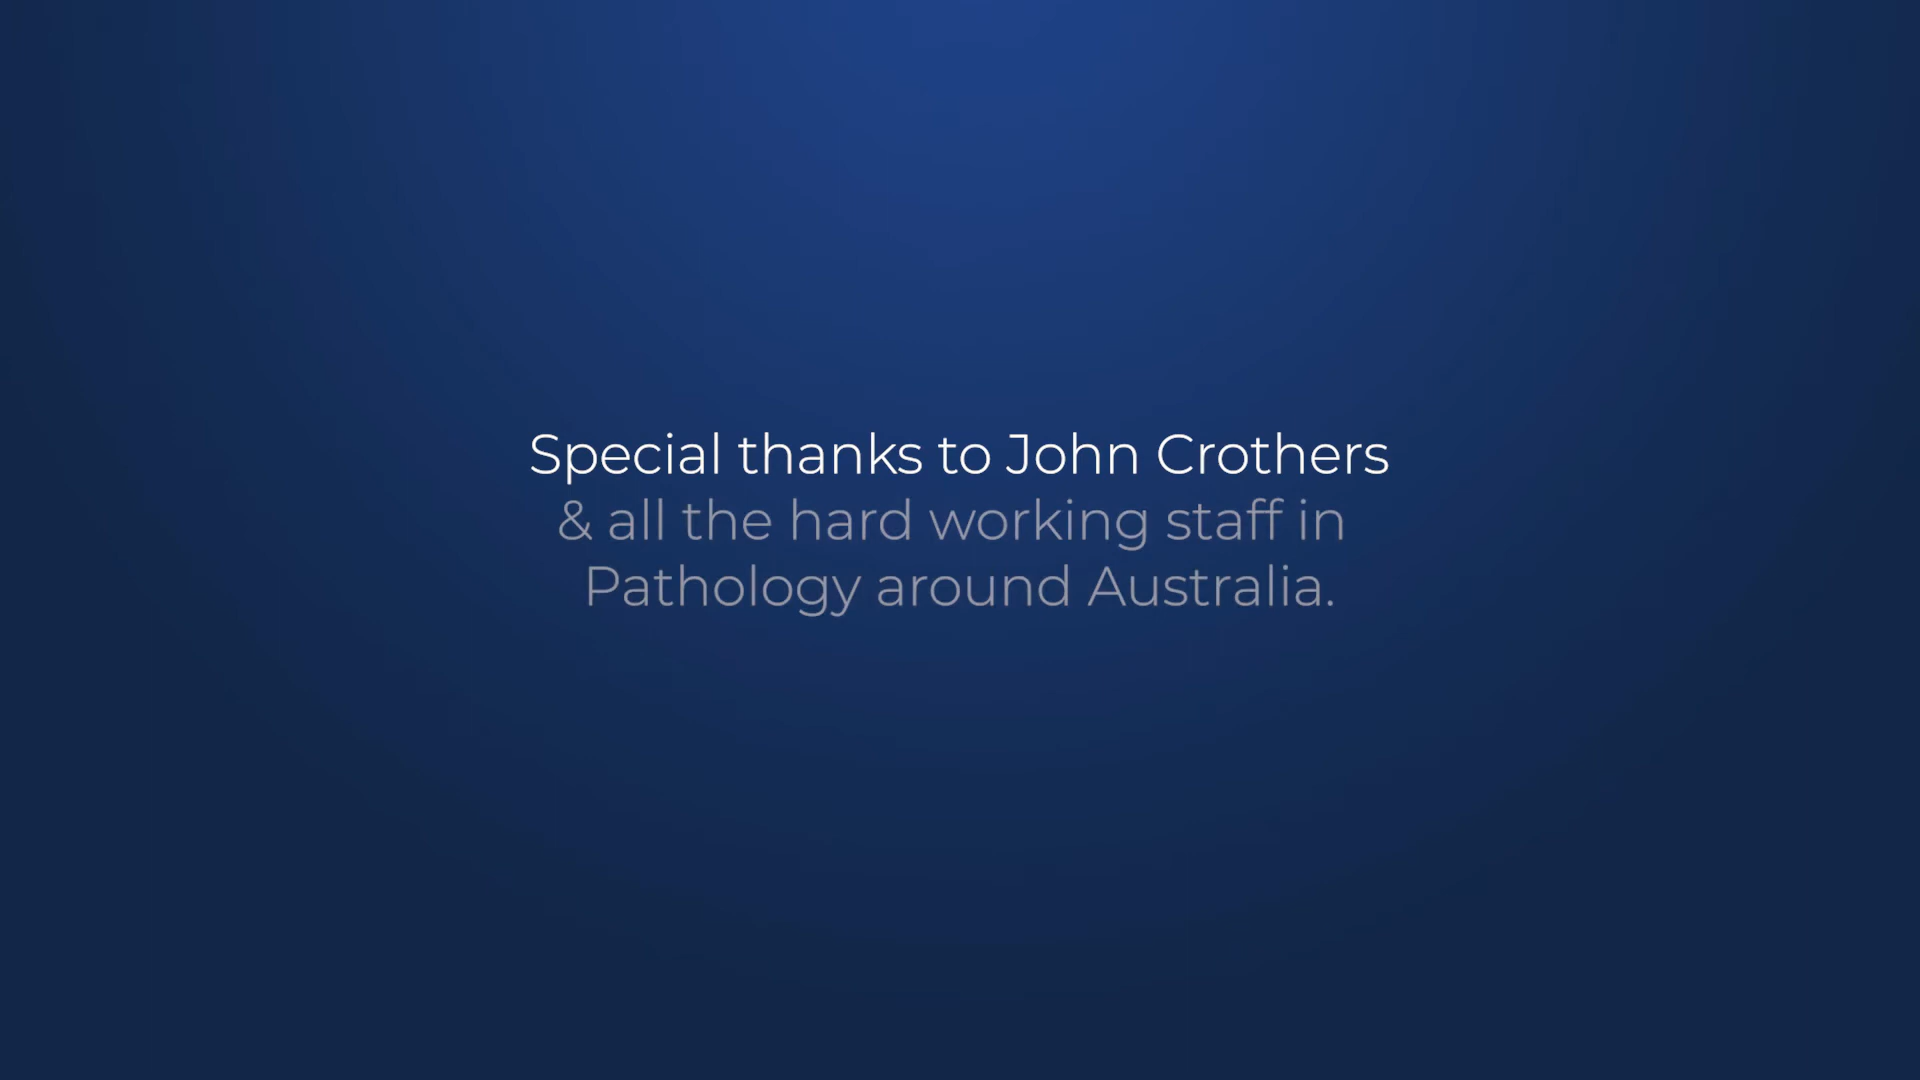 Special thanks to John Crothers
& all the hard working staff in
Pathology around Australia.